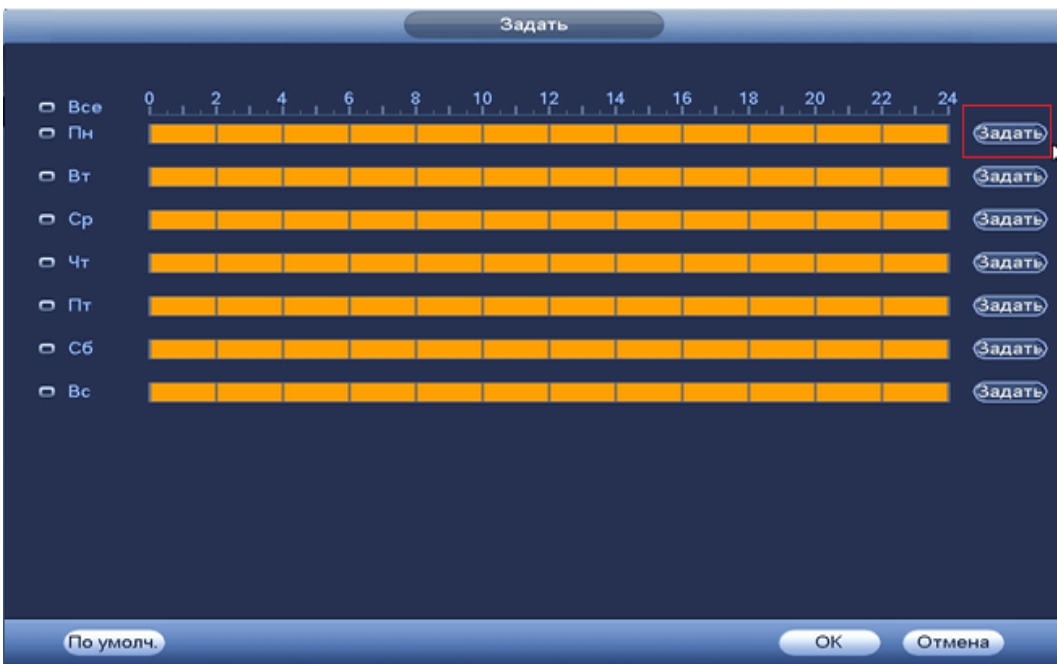 Задать
Все 0 2 4 6 8 10 12 14 16 18 20 22 24
Пн Задать
Вт Задать
Ср Задать
Чт Задать
Пт Задать
Сб Задать
Вс Задать
По умолч. OK Отмена